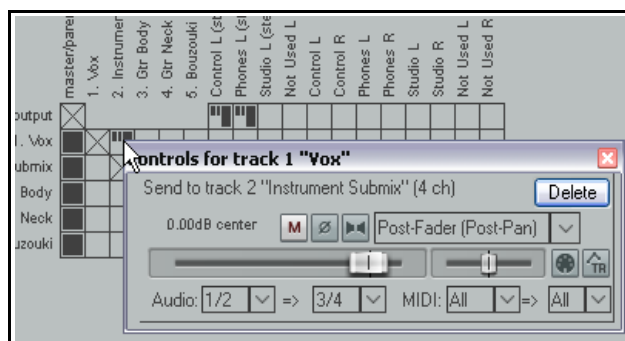 master/pare
1. Vox
2. Instrumer
3. Gtr Body
4. Gtr Neck
5. Bouzouki
Control L (st
Phones L (st
Studio L (ste
Not Used L
Control L
Control R
Phones L
Phones R
Studio L
Studio R
Not Used L
Not Used R
output
1. Vox
ubmix
Body
Neck
uzouki
ontrols for track 1 "Vox"
Send to track 2 "Instrument Submix" (4 ch)
Delete
0.00dB center
M
Ø
Post-Fader (Post-Pan)
TR
Audio: 1/2 => 3/4 MIDI: All => All